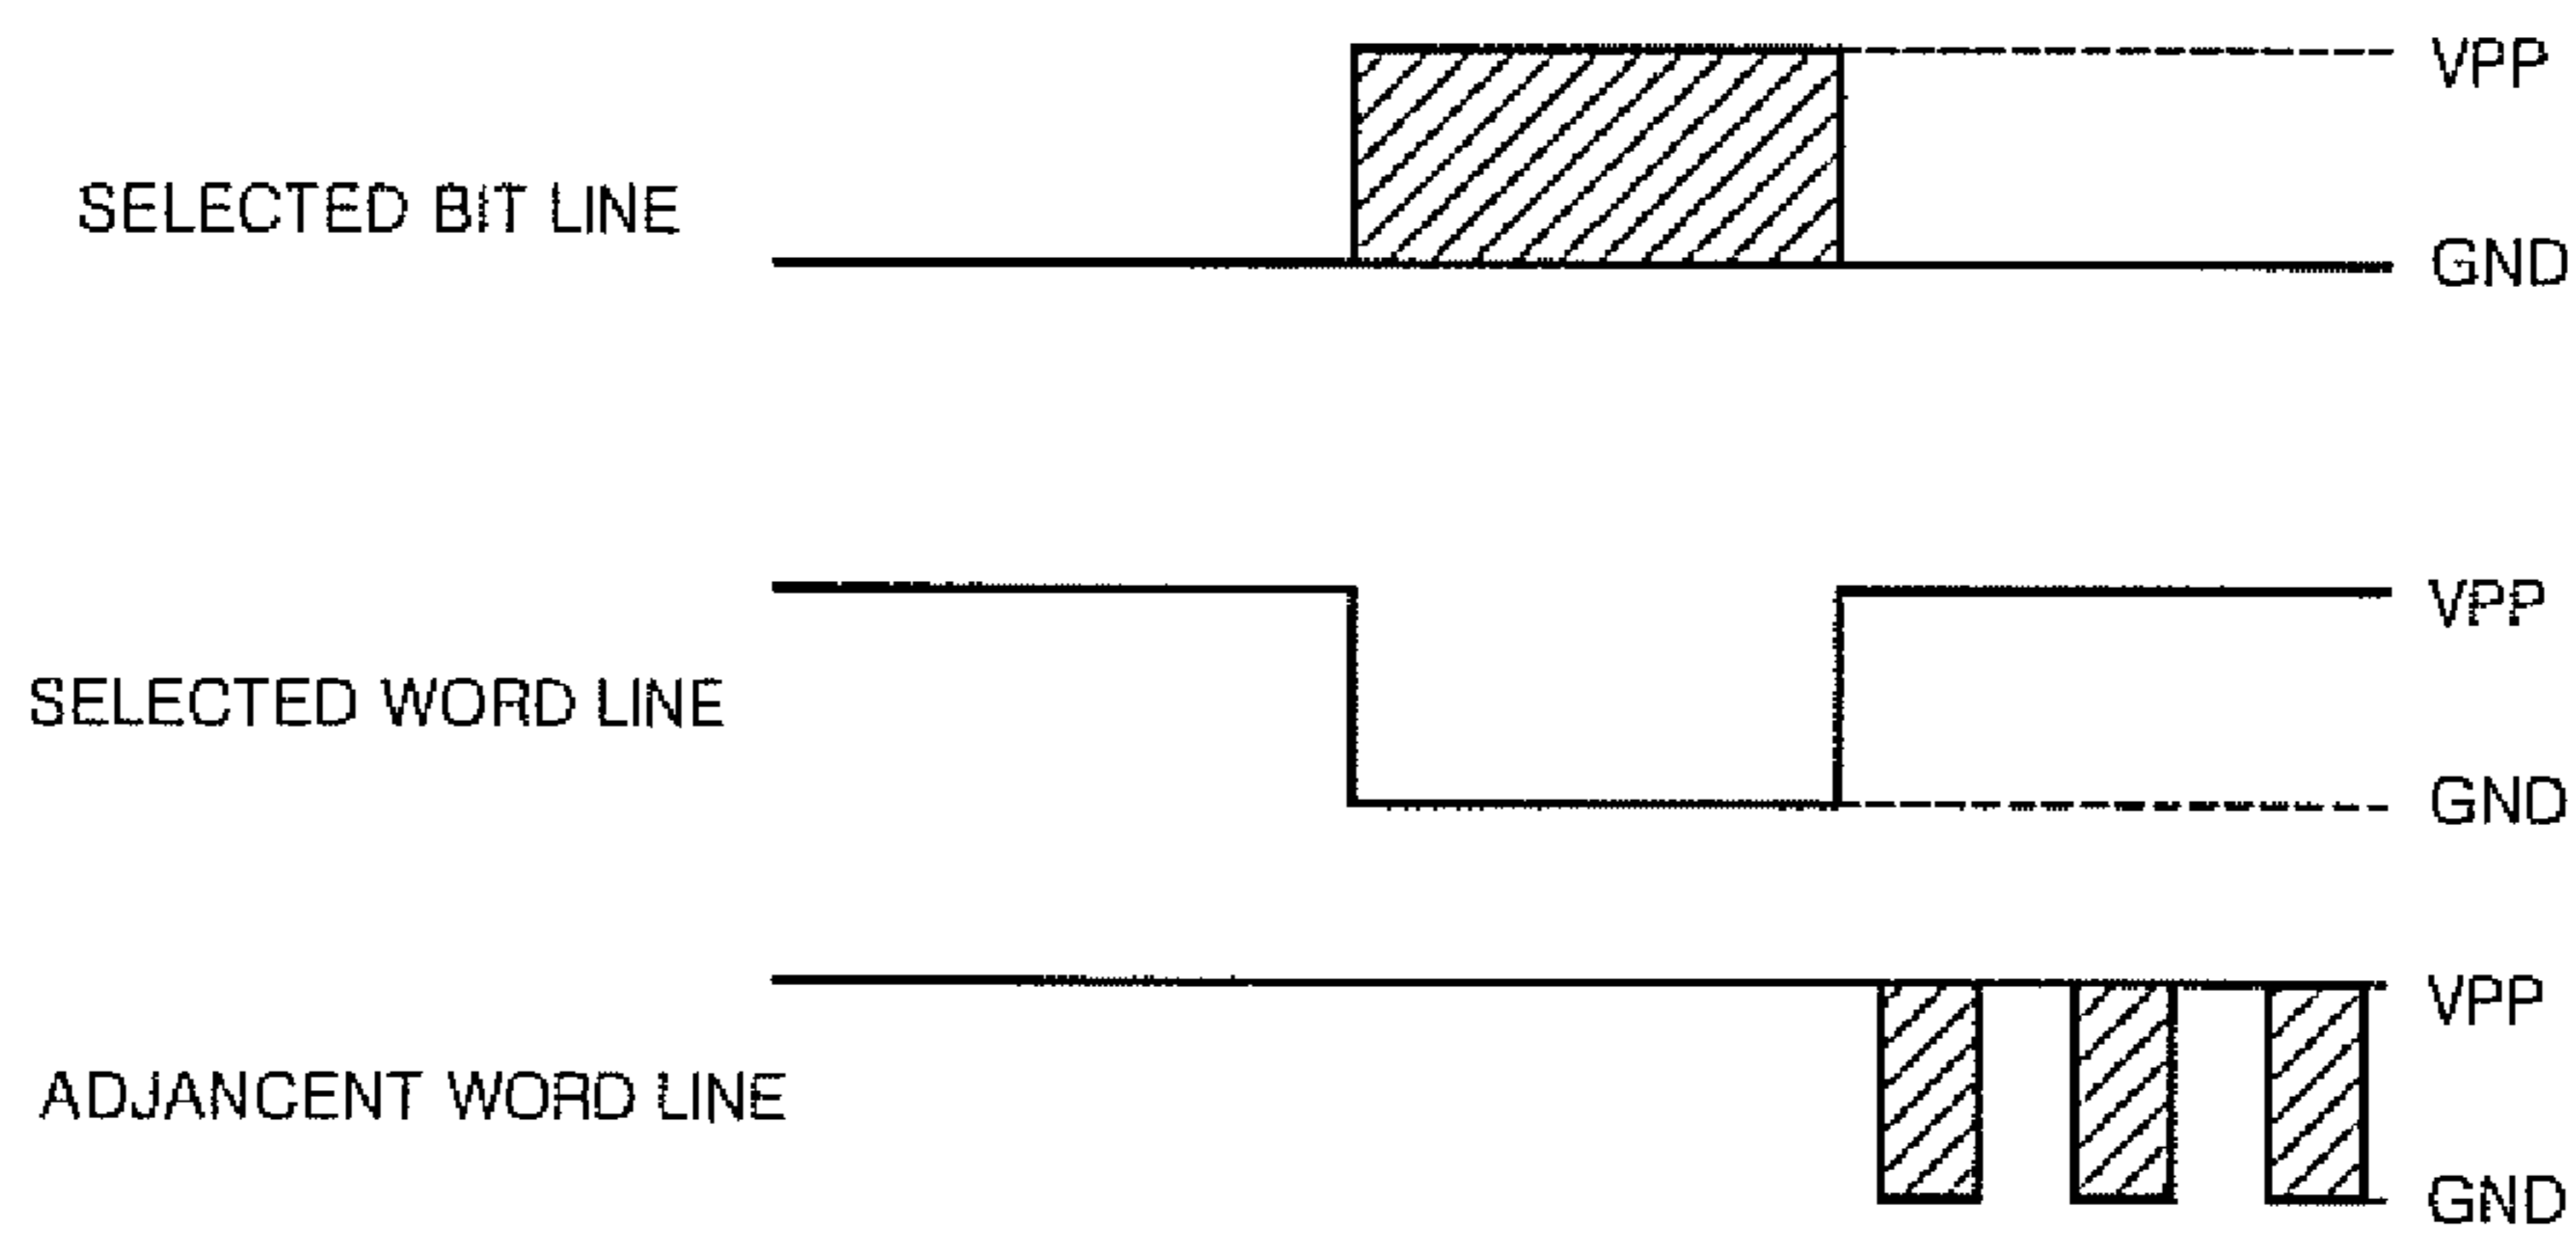 VPP
SELECTED BIT LINE
GND
VPP
SELECTED WORD LINE
GND
VPP
ADJANCENT WORD LINE
GND